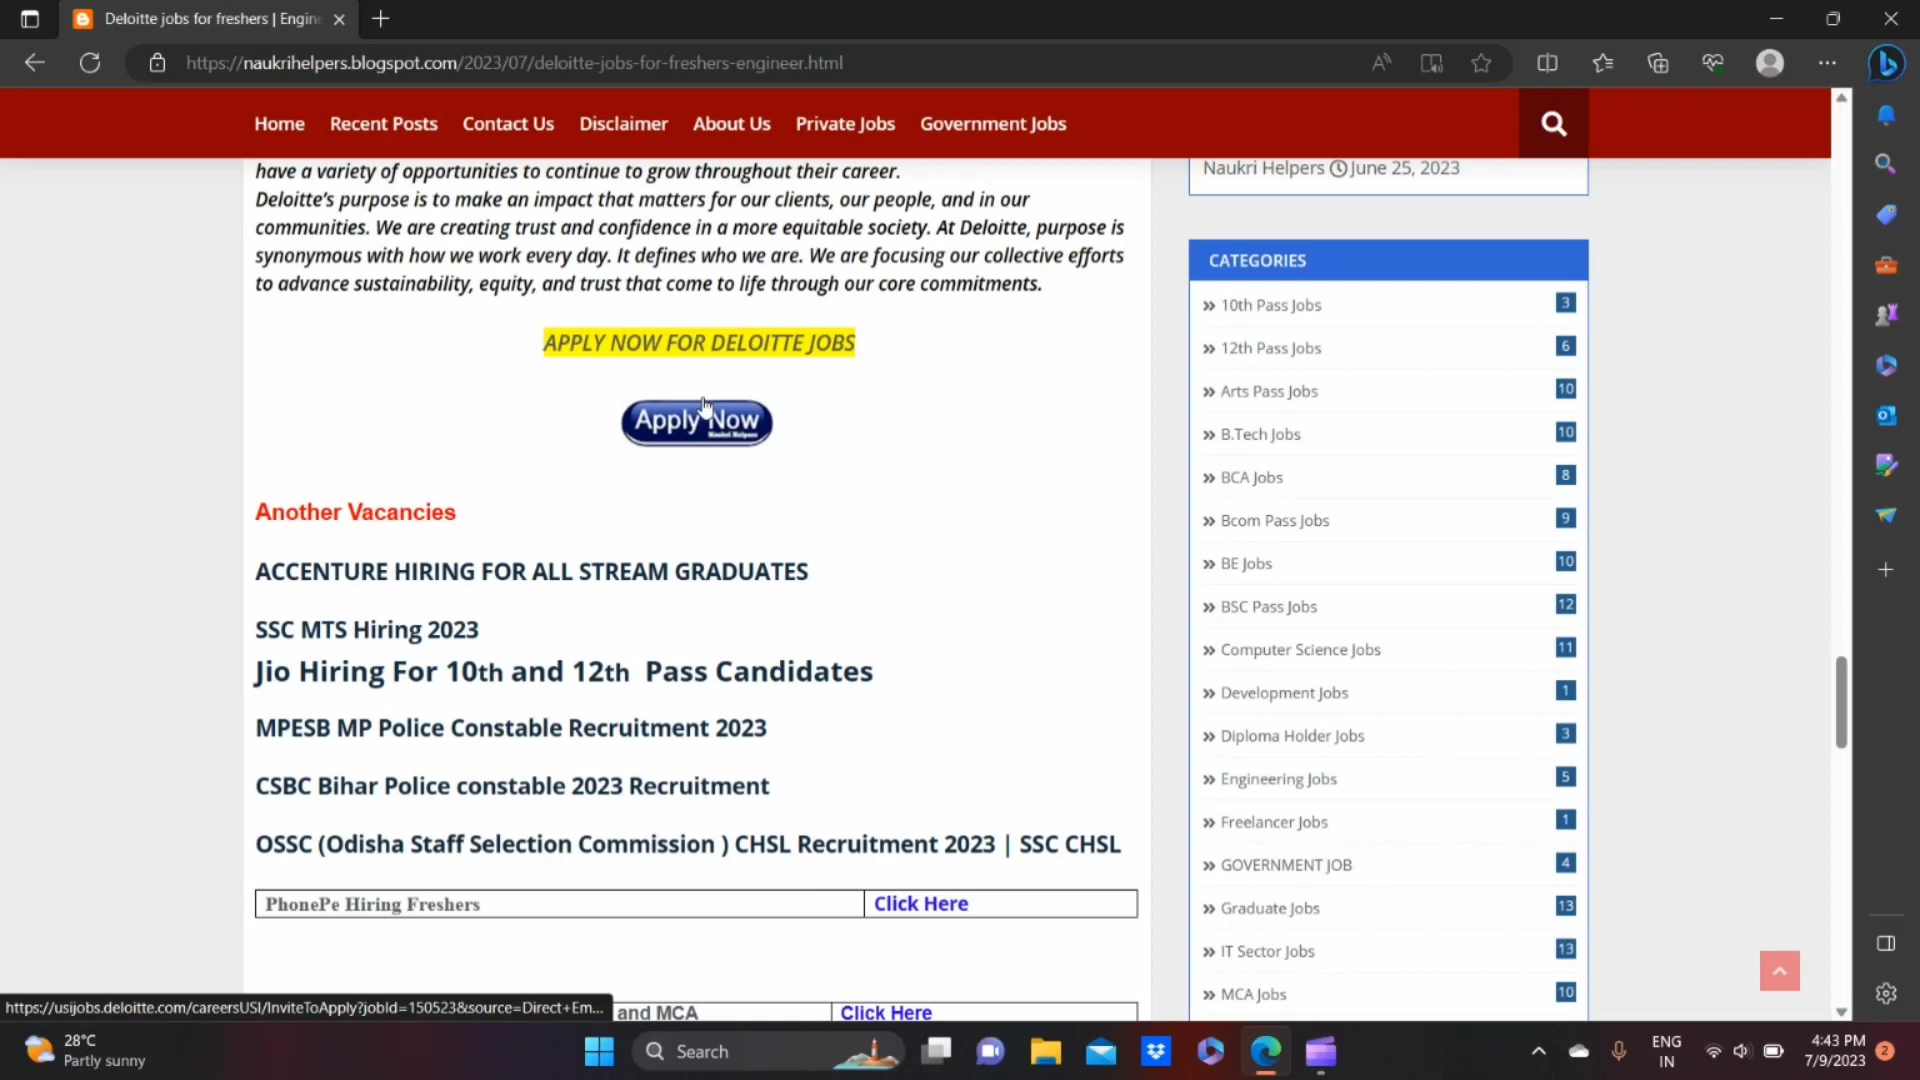 Deloitte jobs for freshers | Engine
https://naukrihelpers.blogspot.com/2023/07/deloitte-jobs-for-freshers-engineer.html
Home Recent Posts Contact Us Disclaimer About Us Private Jobs Government Jobs
have a variety of opportunities to continue to grow throughout their career.
Deloitte's purpose is to make an impact that matters for our clients, our people, and in our
communities. We are creating trust and confidence in a more equitable society. At Deloitte, purpose is
synonymous with how we work every day. It defines who we are. We are focusing our collective efforts
to advance sustainability, equity, and trust that come to life through our core commitments.
APPLY NOW FOR DELOITTE JOBS
Apply Now
Naukri Helpers
Another Vacancies
ACCENTURE HIRING FOR ALL STREAM GRADUATES
SSC MTS Hiring 2023
Jio Hiring For 10th and 12th Pass Candidates
MPESB MP Police Constable Recruitment 2023
CSBC Bihar Police constable 2023 Recruitment
OSSC (Odisha Staff Selection Commission ) CHSL Recruitment 2023 | SSC CHSL
PhonePe Hiring Freshers Click Here
and MCA Click Here
Naukri Helpers June 25, 2023
CATEGORIES
10th Pass Jobs 3
12th Pass Jobs 6
Arts Pass Jobs 10
B.Tech Jobs 10
BCA Jobs 8
Bcom Pass Jobs 9
BE Jobs 10
BSC Pass Jobs 12
Computer Science Jobs 11
Development Jobs 1
Diploma Holder Jobs 3
Engineering Jobs 5
Freelancer Jobs 1
GOVERNMENT JOB 4
Graduate Jobs 13
IT Sector Jobs 13
MCA Jobs 10
https://usijobs.deloitte.com/careersUSI/InviteToApply?jobId=150523&source=Direct+Em...
28°C
Partly sunny
Search
ENG
IN
4:43 PM
7/9/2023
2